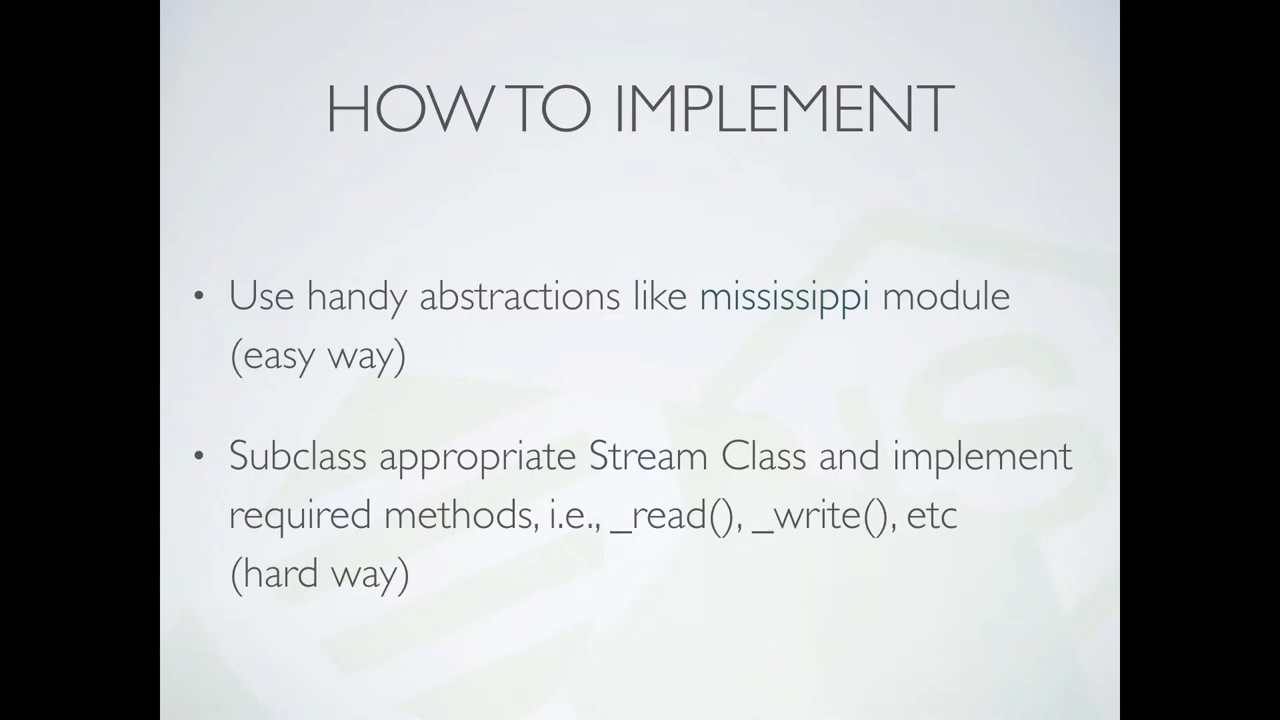 HOW TO IMPLEMENT
• Use handy abstractions like mississippi module
(easy way)
• Subclass appropriate Stream Class and implement
required methods, i.e., _read(), _write(), etc
(hard way)